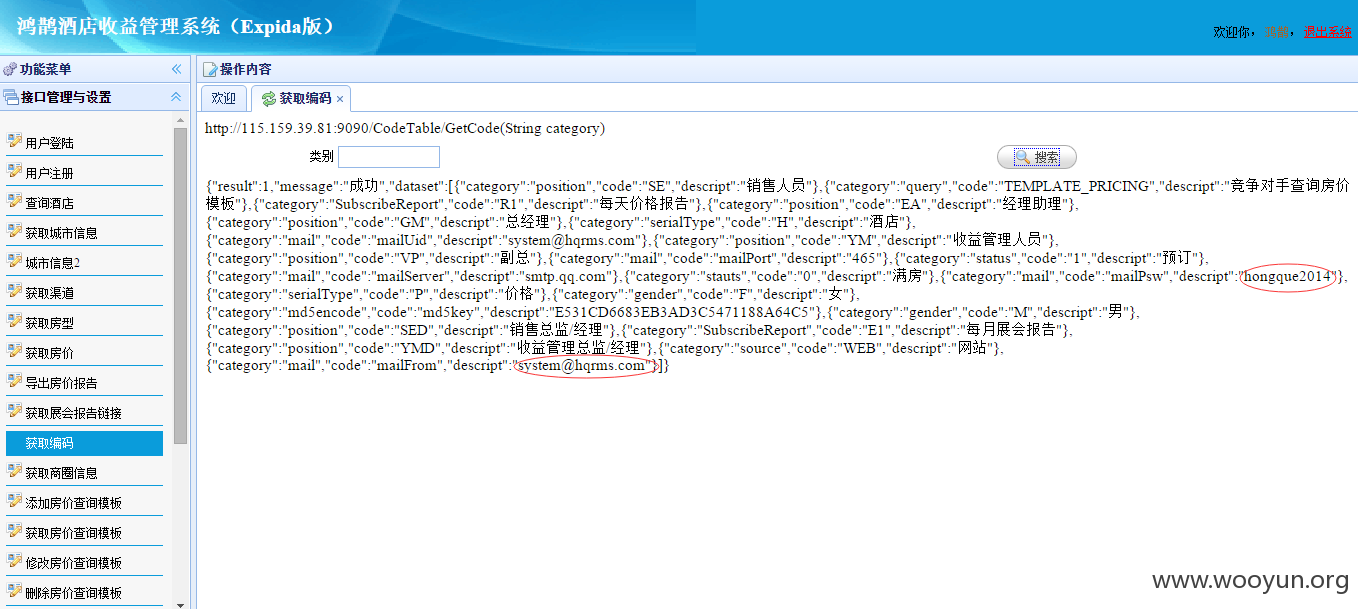 鸿鹊酒店收益管理系统（Expida版）
欢迎你， ， 退出系统
功能菜单
操作内容
接口管理与设置
欢迎
获取编码
http://115.159.39.81:9090/CodeTable/GetCode(String category)
类别
搜索
{"result":1,"message":"成功","dataset":[{"category":"position","code":"SE","descript":"销售人员"},{"category":"query","code":"TEMPLATE_PRICING","descript":"竞争对手查询房价
模板"},{"category":"SubscribeReport","code":"R1","descript":"每天价格报告"},{"category":"position","code":"EA","descript":"经理助理"},
{"category":"position","code":"GM","descript":"总经理"},{"category":"serialType","code":"H","descript":"酒店"},
{"category":"mail","code":"mailUid","descript":"system@hqrms.com"},{"category":"position","code":"YM","descript":"收益管理人员"},
{"category":"position","code":"VP","descript":"副总"},{"category":"mail","code":"mailPort","descript":"465"},{"category":"status","code":"1","descript":"预订"},
{"category":"mail","code":"mailServer","descript":"smtp.qq.com"},{"category":"stauts","code":"0","descript":"满房"},{"category":"mail","code":"mailPsw","descript":"hongque2014"},
{"category":"serialType","code":"P","descript":"价格"},{"category":"gender","code":"F","descript":"女"},
{"category":"md5encode","code":"md5key","descript":"E531CD6683EB3AD3C5471188A64C5"},{"category":"gender","code":"M","descript":"男"},
{"category":"position","code":"SED","descript":"销售总监/经理"},{"category":"SubscribeReport","code":"E1","descript":"每月展会报告"},
{"category":"position","code":"YMD","descript":"收益管理总监/经理"},{"category":"source","code":"WEB","descript":"网站"},
{"category":"mail","code":"mailFrom","descript":"system@hqrms.com"}]}
用户登陆
用户注册
查询酒店
获取城市信息
城市信息2
获取渠道
获取房型
获取房价
导出房价报告
获取展会报告链接
获取编码
获取商圈信息
添加房价查询模板
获取房价查询模板
修改房价查询模板
删除房价查询模板
www.wooyun.org